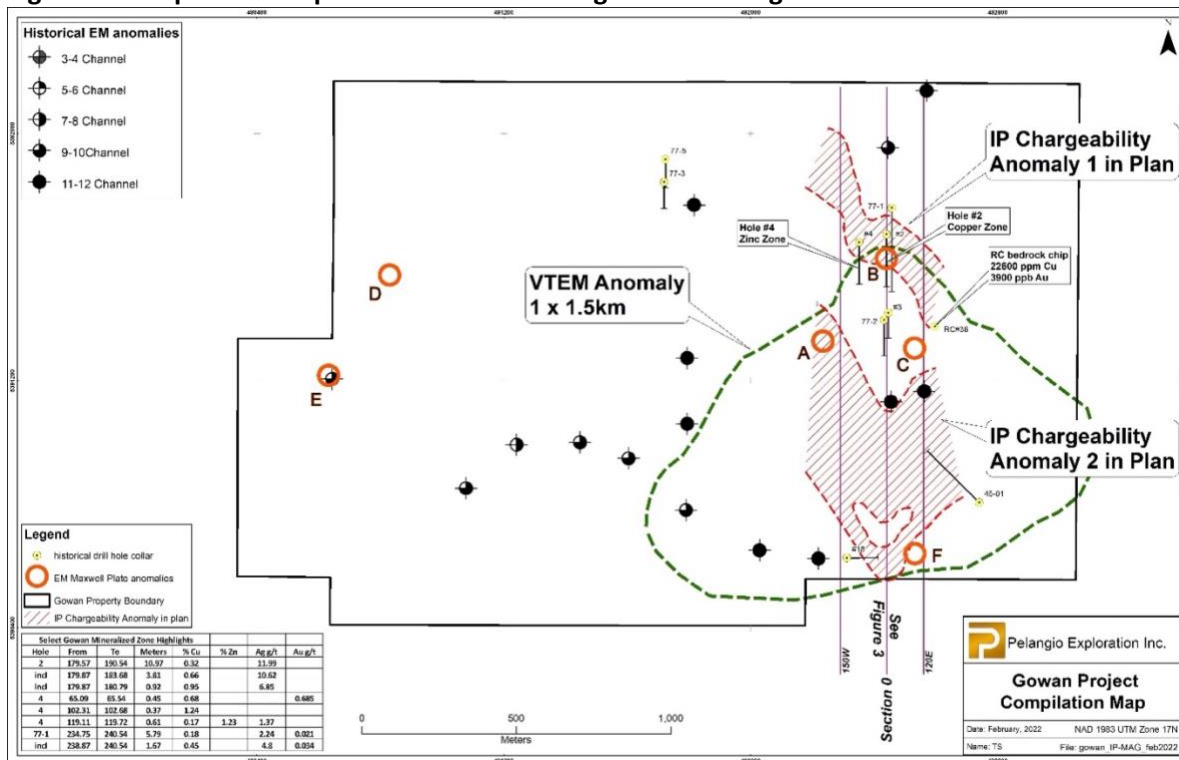 Historical EM anomalies
3-4 Channel
5-6 Channel
7-8 Channel
9-10Channel
11-12 Channel
IP Chargeability
Anomaly 1 in Plan
77-5
77-3
77-1
Hole #4
Zinc Zone
#4
#2
Hole #2
Copper Zone
RC bedrock chip
22600 ppm Cu
3900 ppb Au
VTEM Anomaly
1 x 1.5km
B
D
#3
77-2
RC#38
A
C
E
IP Chargeability
Anomaly 2 in Plan
F
150W
Section 0
See
Figure 3
120E
Legend
historical drill hole collar
EM Maxwell Plate anomalies
Gowan Property Boundary
IP Chargeability Anomaly in plan
Select Gowan Mineralized Zone Highlights
Hole From To Meters % Cu % Zn Ag g/t Au g/t
2 179.57 190.54 10.97 0.32 11.99
ind 179.87 183.68 3.81 0.66 10.62
ind 179.87 180.79 0.92 0.95 6.85
4 65.09 65.54 0.45 0.68 0.685
4 102.31 102.68 0.37 1.24
4 119.11 119.72 0.61 0.17 1.23 1.37
77-1 234.75 240.54 5.79 0.18 2.24 0.021
ind 238.87 240.54 1.67 0.45 4.8 0.034
0 500 1,000
Meters
Pelangio Exploration Inc.
Gowan Project
Compilation Map
Date: February, 2022 NAD 1983 UTM Zone 17N
Name: TS File: gowan_IP-MAG_feb2022